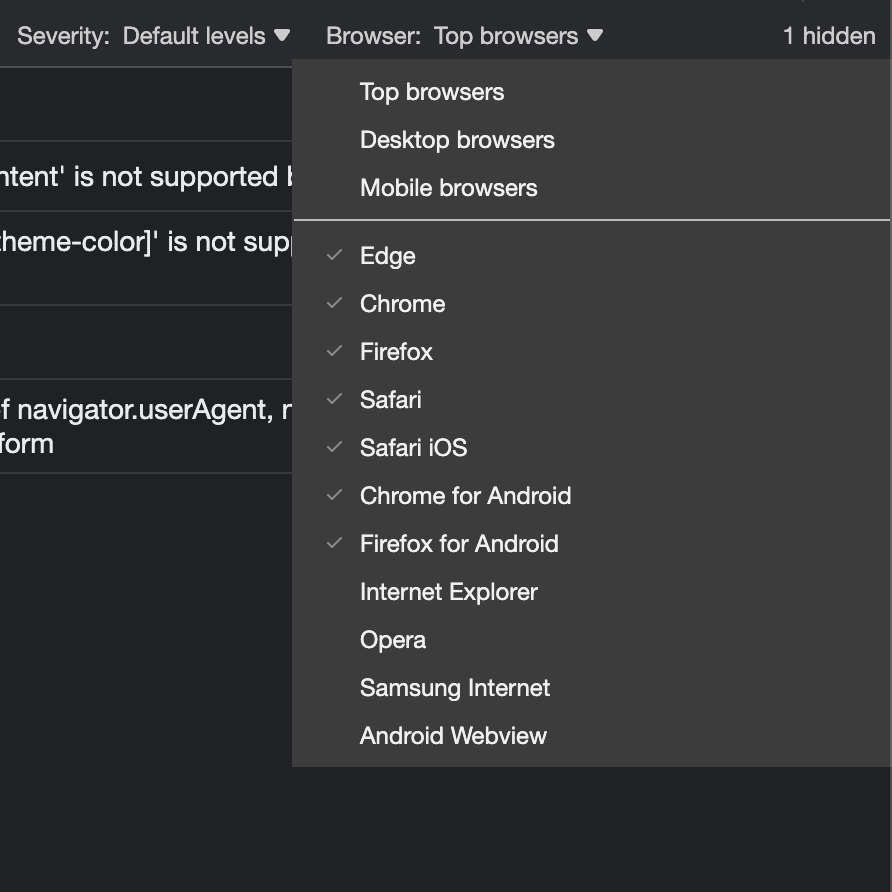 Severity: Default levels Browser: Top browsers 1 hidden
Top browsers
Desktop browsers
Mobile browsers
Edge
Chrome
Firefox
Safari
Safari iOS
Chrome for Android
Firefox for Android
Internet Explorer
Opera
Samsung Internet
Android Webview
ntent' is not supported
theme-color]' is not supp
f navigator.userAgent,
form